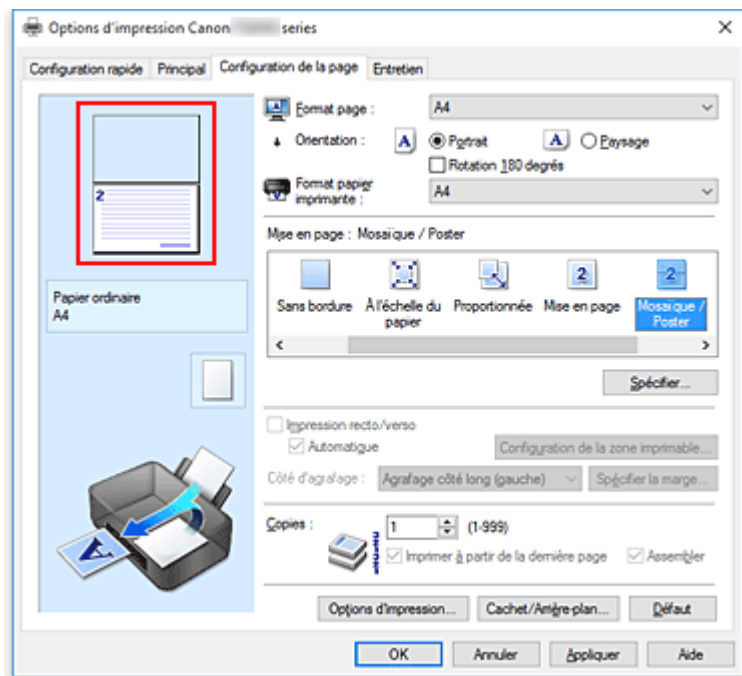 Options d'impression Canon series
Configuration rapide Principal Configuration de la page Entretien
Format page : A4
Orientation : A Portrait A Paysage
Rotation 180 degrés
Format papier imprimante : A4
Mise en page : Mosaïque / Poster
2
Papier ordinaire
A4
2 2
Sans bordure À l'échelle du papier Proportionnée Mise en page Mosaïque / Poster
Spécifier...
Impression recto/verso
Automatique Configuration de la zone imprimable...
Côté d'agrafage : Agrafage côté long (gauche) Spécifier la marge...
Copies : 1 (1-999)
Imprimer à partir de la dernière page Assembler
A
Options d'impression... Cachet/Arrière-plan... Défaut
OK Annuler Appliquer Aide